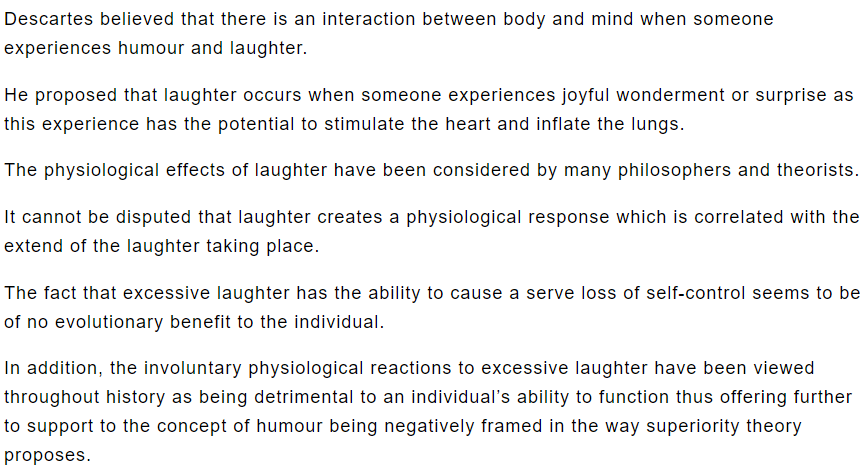 Descartes believed that there is an interaction between body and mind when someone
experiences humour and laughter.
He proposed that laughter occurs when someone experiences joyful wonderment or surprise as
this experience has the potential to stimulate the heart and inflate the lungs.
The physiological effects of laughter have been considered by many philosophers and theorists.
It cannot be disputed that laughter creates a physiological response which is correlated with the
extend of the laughter taking place.
The fact that excessive laughter has the ability to cause a serve loss of self-control seems to be
of no evolutionary benefit to the individual.
In addition, the involuntary physiological reactions to excessive laughter have been viewed
throughout history as being detrimental to an individual’s ability to function thus offering further
to support to the concept of humour being negatively framed in the way superiority theory
proposes.